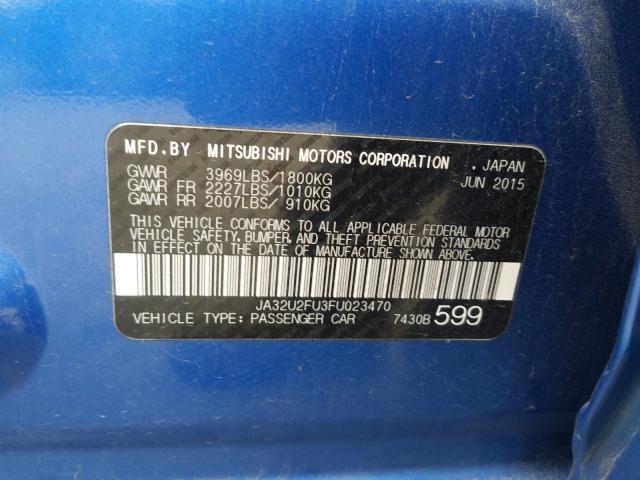 MFD.BY MITSUBISHI MOTORS CORPORATION , JAPAN
GVWR 3969LBS/1800KG JUN 2015
GAWR FR 2227LBS/1010KG
GAWR RR 2007LBS/ 910KG
THIS VEHICLE CONFORMS TO ALL APPLICABLE FEDERAL MOTOR
VEHICLE SAFETY, BUMPER, AND THEFT PREVENTION STANDARDS
IN EFFECT ON THE DATE OF MANUFACTURE SHOWN ABOVE.
JA32U2FU3FU023470
VEHICLE TYPE: PASSENGER CAR 7430B 599